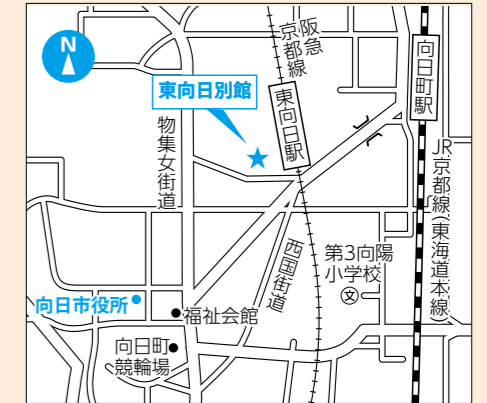 N
阪急
京都線
向日町駅
東向日別館
東向日駅
物集女街道
JR京都線(東海道本線)
西国街道
第3向陽
小学校
文
向日市役所
福祉会館
向日町
競輪場